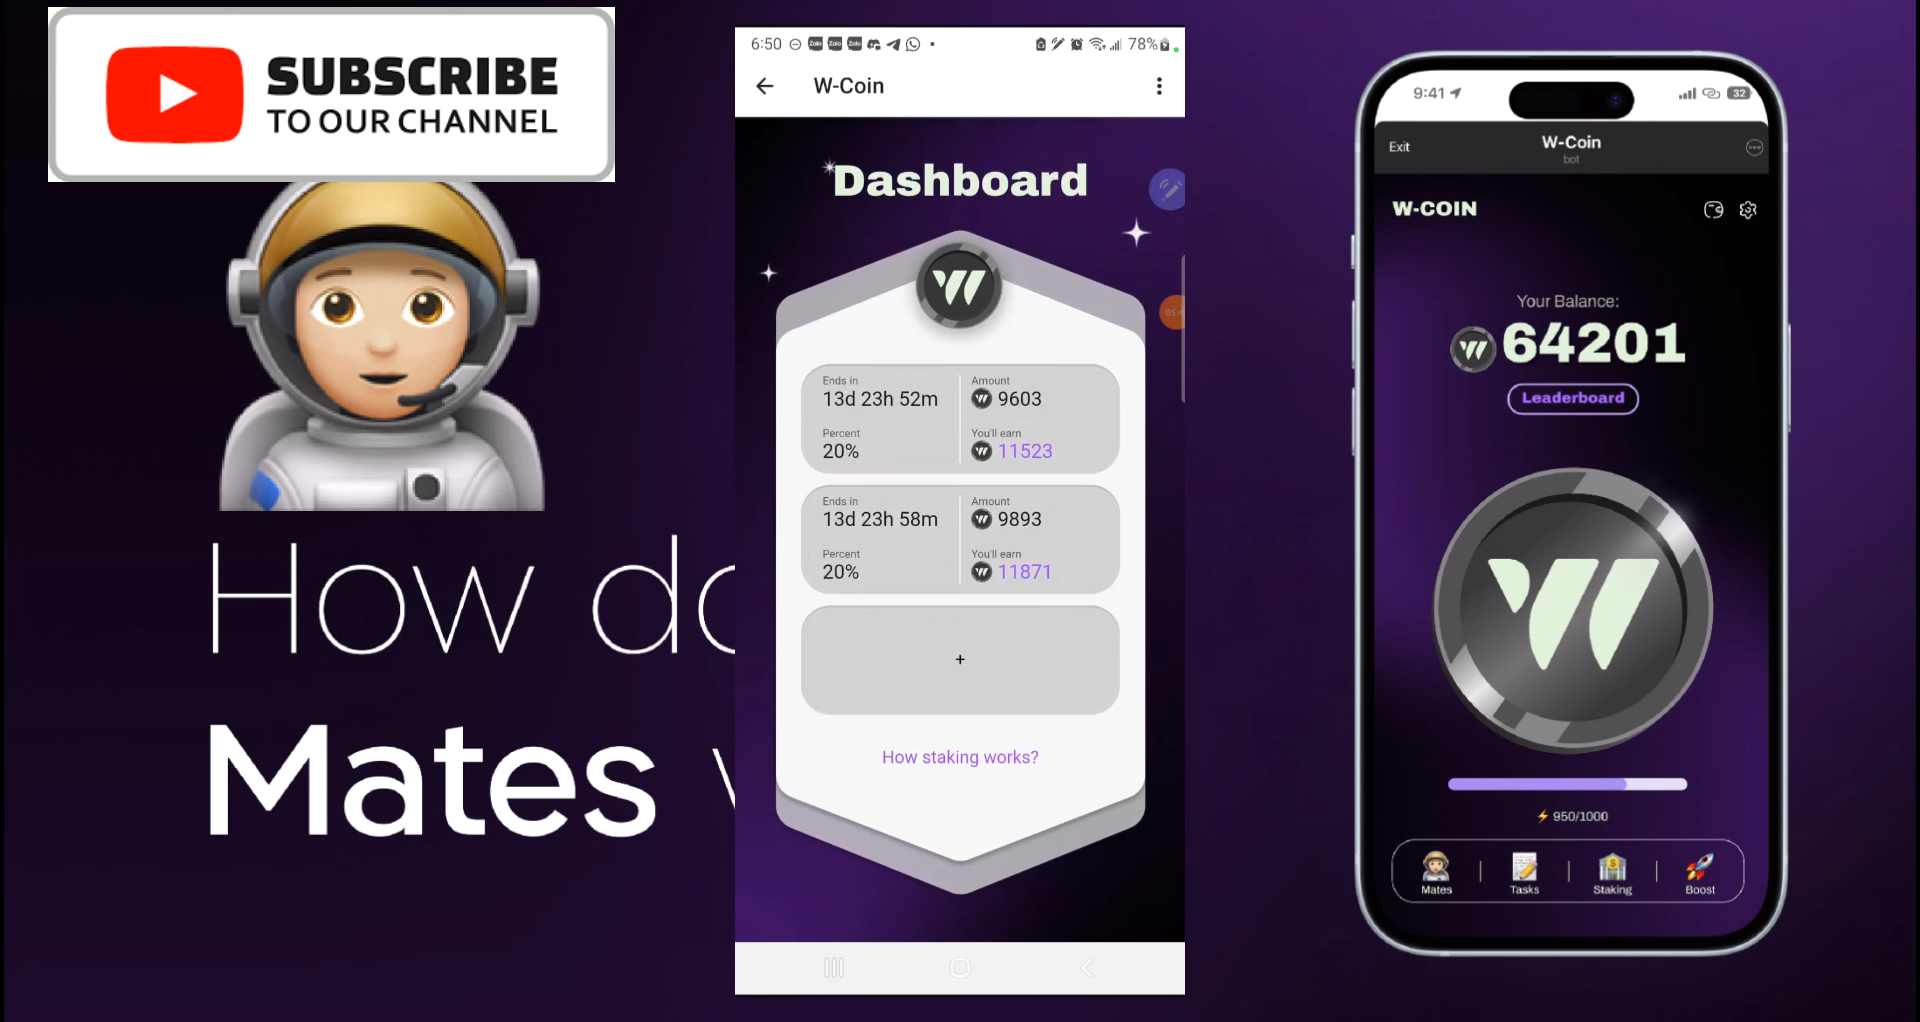 SUBSCRIBE
TO OUR CHANNEL
How do
Mates
6:50
78%
W-Coin
Dashboard
Ends in
13d 23h 52m
Amount
9603
Percent
20%
You'll earn
11523
Ends in
13d 23h 58m
Amount
9893
Percent
20%
You'll earn
11871
+
How staking works?
9:41
32
Exit
W-Coin
bot
W-COIN
Your Balance:
64201
Leaderboard
950/1000
Mates
Tasks
Staking
Boost